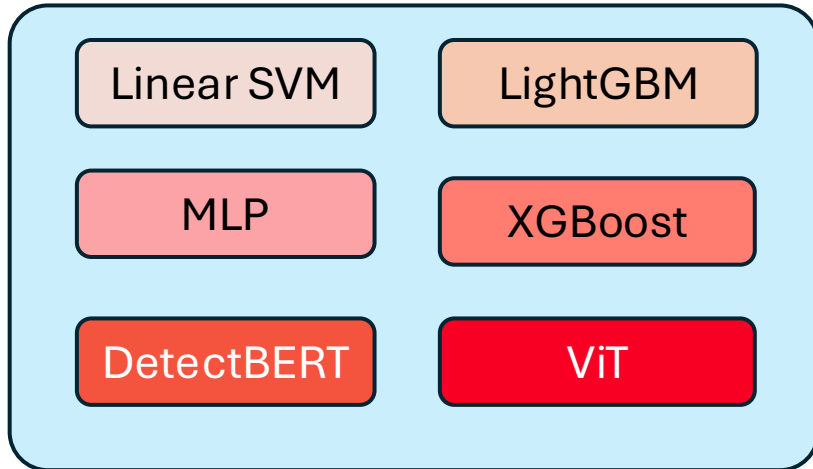 Linear SVM
LightGBM
MLP
XGBoost
DetectBERT
ViT